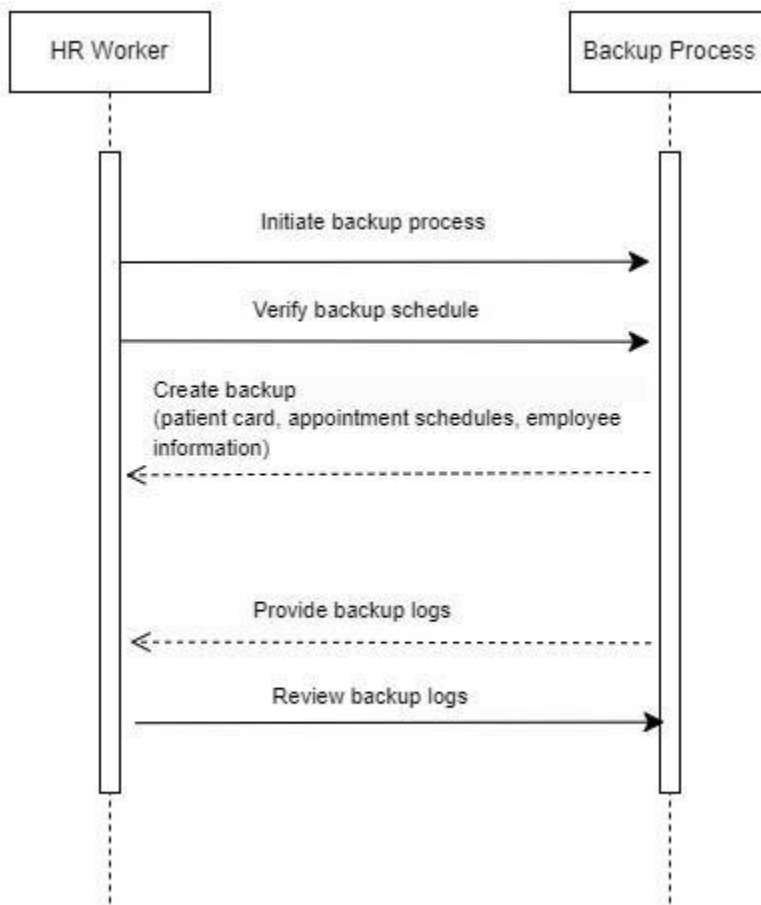 HR Worker
Backup Process
Initiate backup process
Verify backup schedule
Create backup
(patient card, appointment schedules, employee
information)
Provide backup logs
Review backup logs